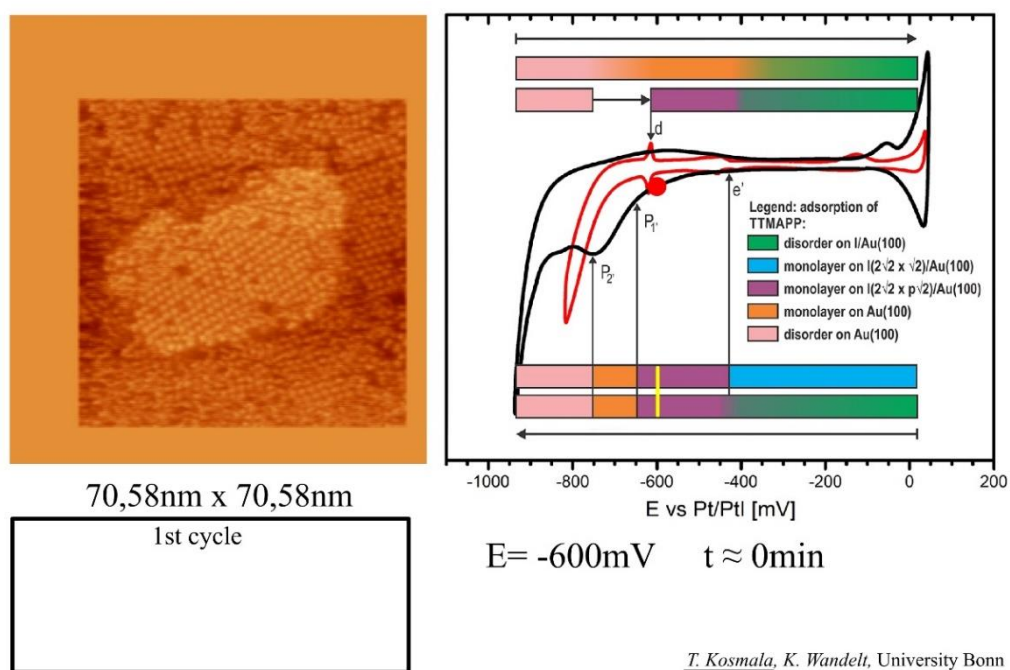 70,58nm x 70,58nm
1st cycle
d
e'
P1'
P2'
Legend: adsorption of
TTMAPP:
disorder on I/Au(100)
monolayer on I(2√2 x √2)/Au(100)
monolayer on I(2√2 x p√2)/Au(100)
monolayer on Au(100)
disorder on Au(100)
-1000 -800 -600 -400 -200 0 200
E vs Pt/PtI [mV]
E= -600mV t ≈ 0min
T. Kosmala, K. Wandelt, University Bonn